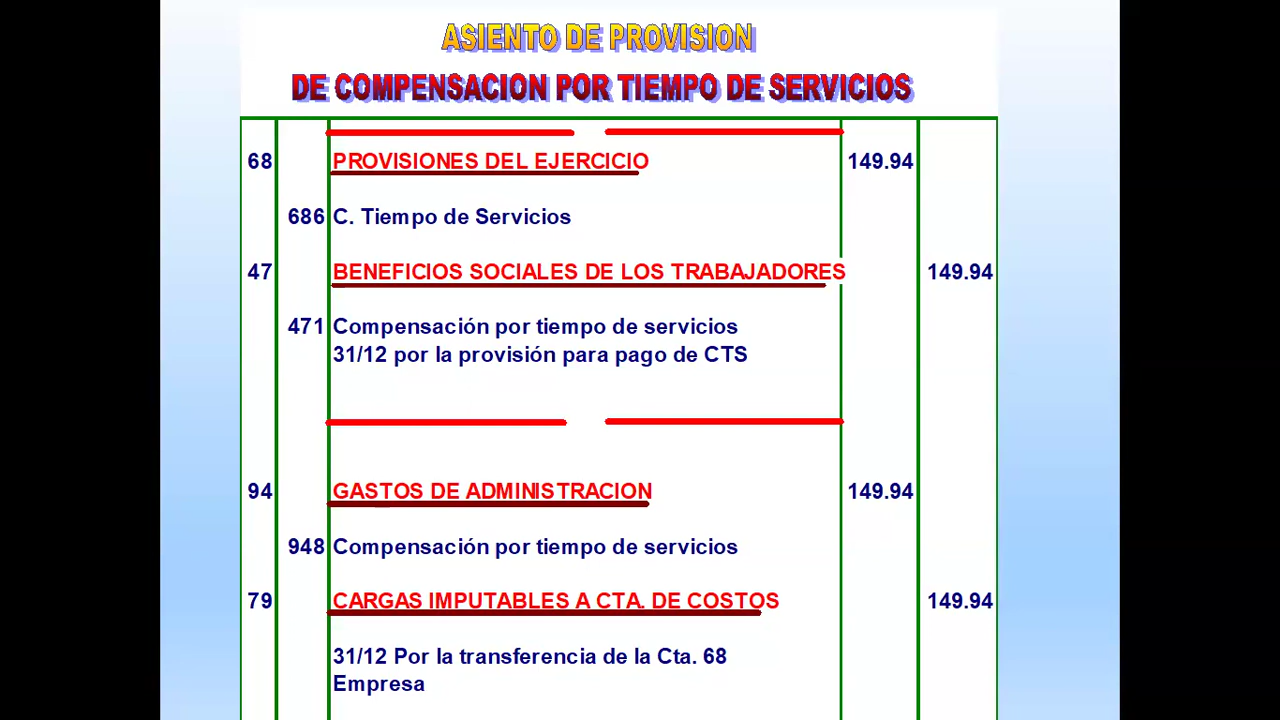 ASIENTO DE PROVISION
DE COMPENSACION POR TIEMPO DE SERVICIOS
68 PROVISIONES DEL EJERCICIO 149.94
686 C. Tiempo de Servicios
47 BENEFICIOS SOCIALES DE LOS TRABAJADORES 149.94
471 Compensación por tiempo de servicios
31/12 por la provisión para pago de CTS
94 GASTOS DE ADMINISTRACION 149.94
948 Compensación por tiempo de servicios
79 CARGAS IMPUTABLES A CTA. DE COSTOS 149.94
31/12 Por la transferencia de la Cta. 68
Empresa